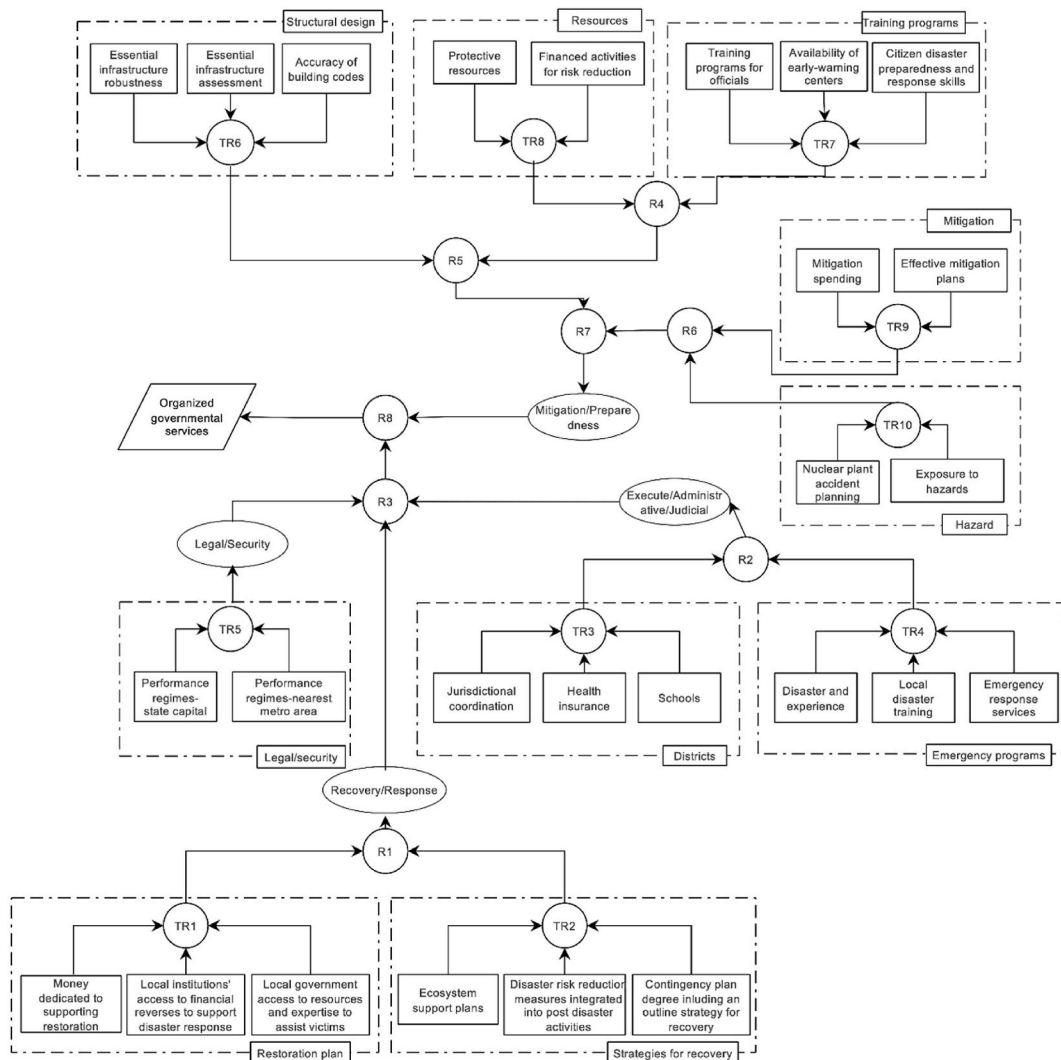 Structural design
Essential
infrastructure
robustness
Essential
infrastructure
assessment
Accuracy of
building codes
TR6
Resources
Protective
resources
Financed activities
for risk reduction
TR8
Training programs
Training
programs for
officials
Availability of
early-warning
centers
Citizen disaster
preparedness and
response skills
TR7
R4
R5
Mitigation
Mitigation
spending
Effective mitigation
plans
TR9
R7
R6
Organized
governmental
services
R8
Mitigation/Prepare
dness
TR10
Nuclear plant
accident
planning
Exposure to
hazards
Hazard
R3
Execute/Administr
ative/Judicial
Legal/Security
R2
TR5
Performance
regimes-
state capital
Performance
regimes-nearest
metro area
Legal/security
TR3
Jurisdictional
coordination
Health
insurance
Schools
Districts
TR4
Disaster and
experience
Local
disaster
training
Emergency
response
services
Emergency programs
Recovery/Response
R1
TR1
Money
dedicated to
supporting
restoration
Local institutions'
access to financial
reverses to support
disaster response
Local government
access to resources
and expertise to
assist victims
Restoration plan
TR2
Ecosystem
support plans
Disaster risk reduction
measures integrated
into post disaster
activities
Contingency plan
degree inluding an
outline strategy for
recovery
Strategies for recovery